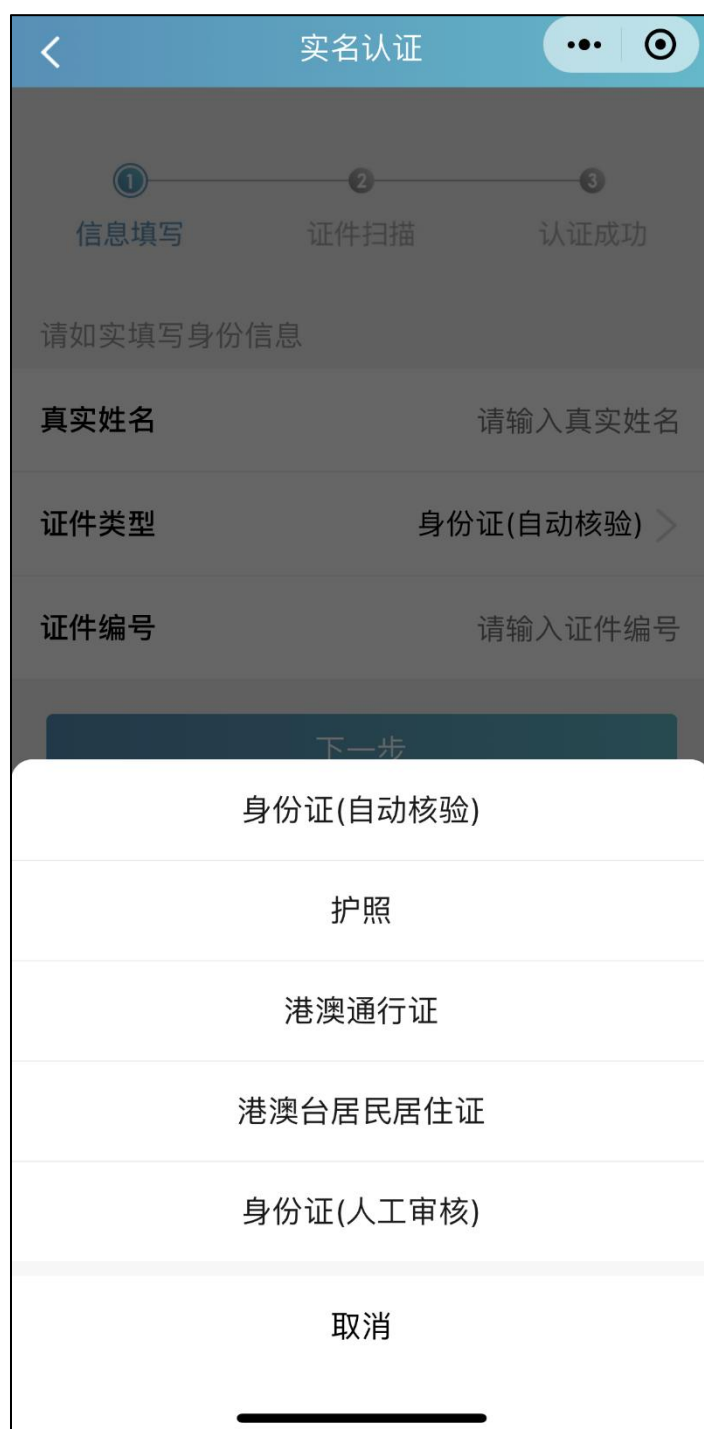 实名认证
1 2 3
信息填写 证件扫描 认证成功
请如实填写身份信息
真实姓名 请输入真实姓名
证件类型 身份证(自动核验)
证件编号 请输入证件编号
下一步
身份证(自动核验)
护照
港澳通行证
港澳台居民居住证
身份证(人工审核)
取消